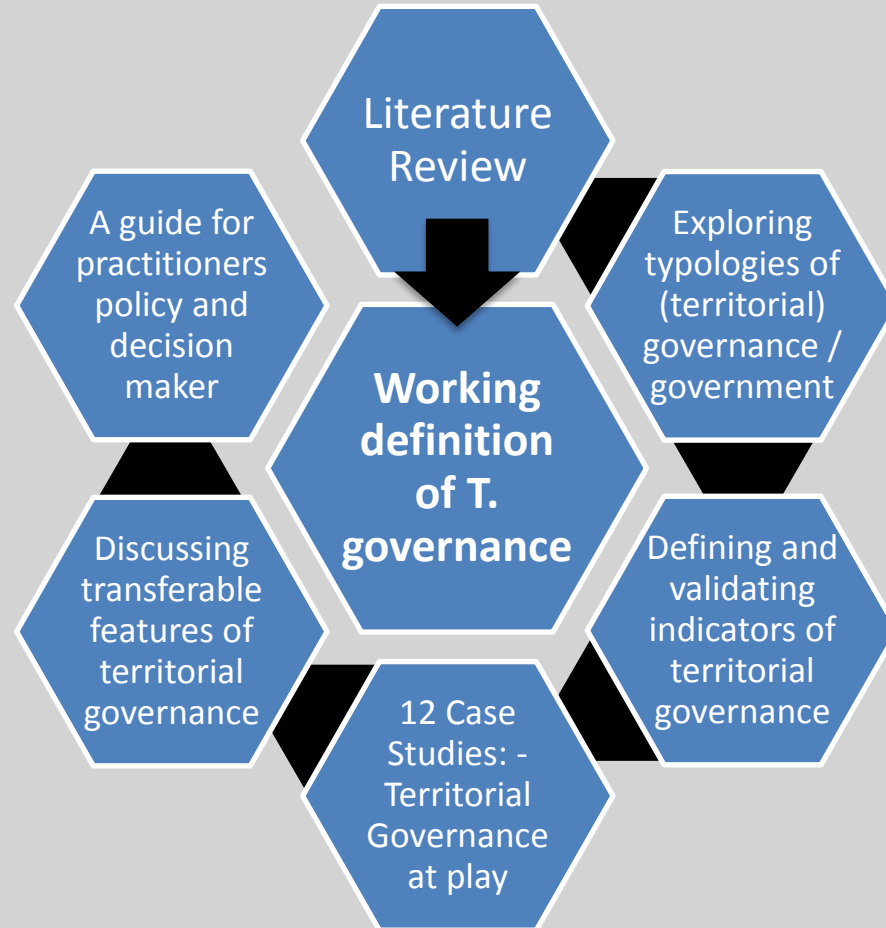 Literature
Review
Exploring
typologies of
(territorial)
governance /
government
Defining and
validating
indicators of
territorial
governance
12 Case
Studies: -
Territorial
Governance
at play
Discussing
transferable
features of
territorial
governance
A guide for
practitioners
policy and
decision
maker
Working
definition
of T.
governance